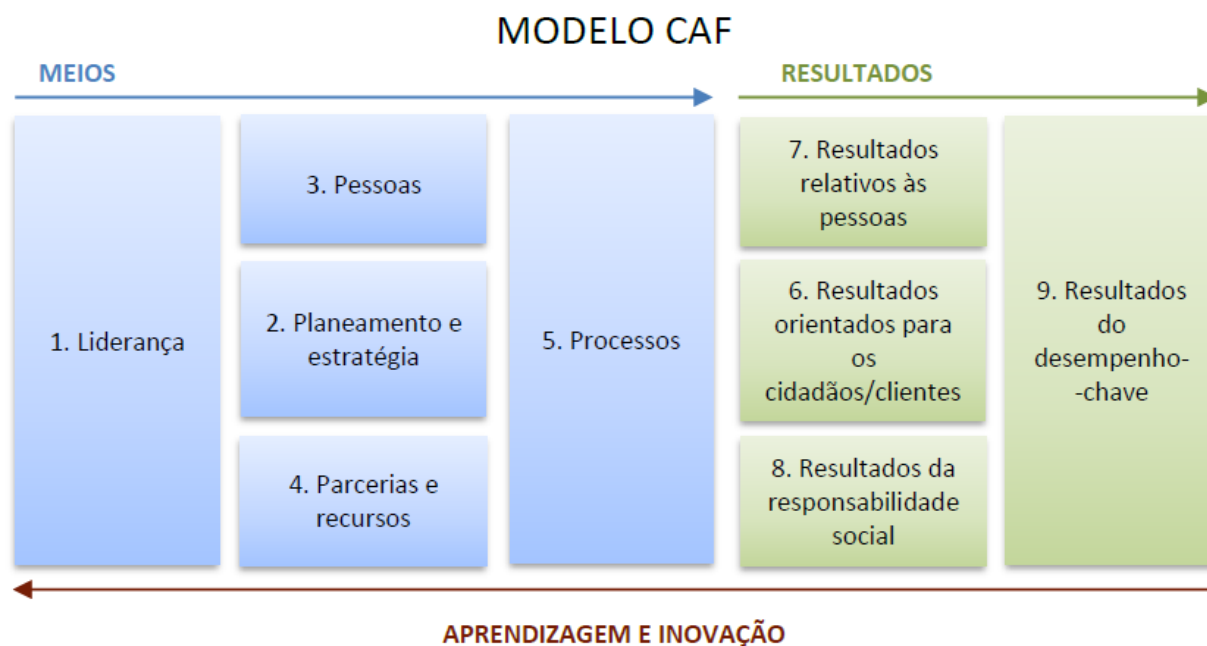 MODELO CAF
MEIOS
RESULTADOS
1. Liderança
3. Pessoas
2. Planeamento e
estratégia
4. Parcerias e
recursos
5. Processos
7. Resultados
relativos às
pessoas
6. Resultados
orientados para
os
cidadãos/clientes
8. Resultados da
responsabilidade
social
9. Resultados
do
desempenho-
-chave
APRENDIZAGEM E INOVAÇÃO